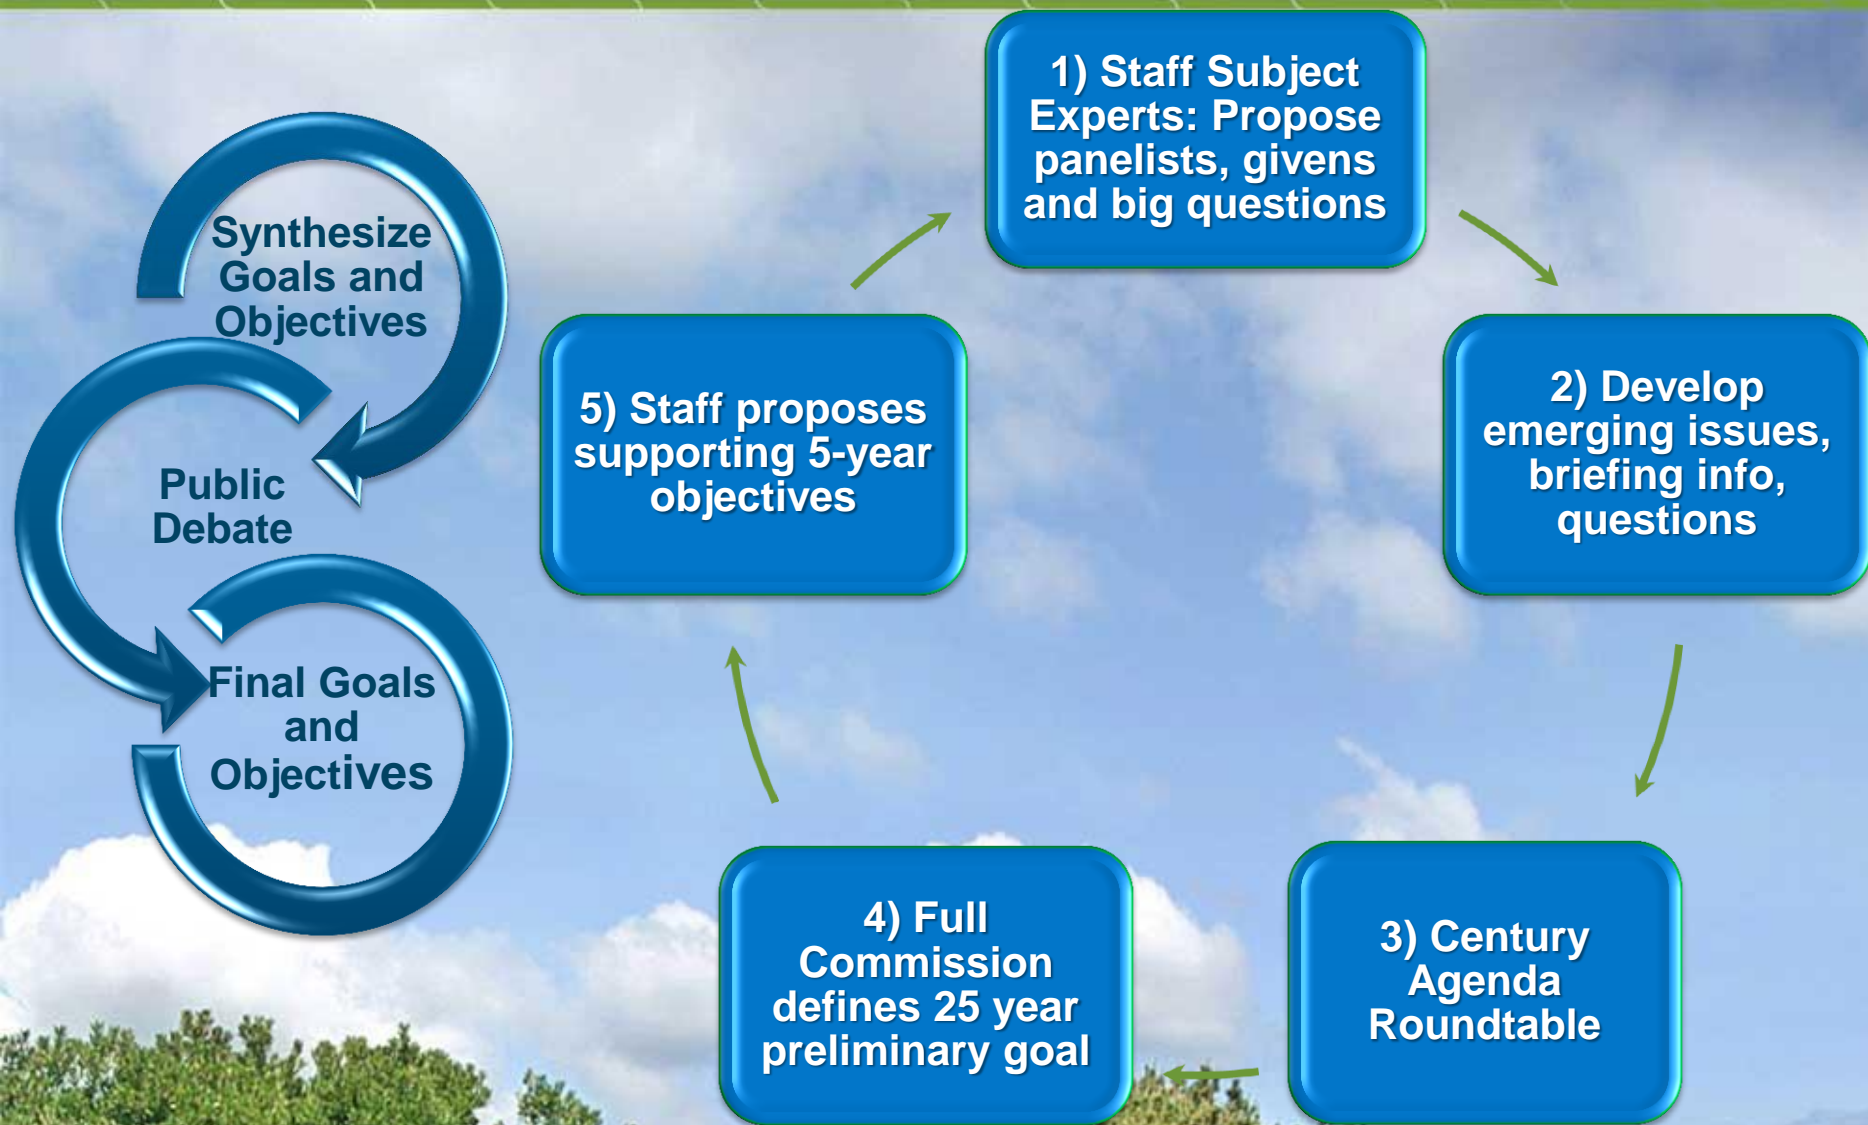 Synthesize
Goals and
Objectives
Public
Debate
Final Goals
and
Objectives
1) Staff Subject
Experts: Propose
panelists, givens
and big questions
2) Develop
emerging issues,
briefing info,
questions
3) Century
Agenda
Roundtable
4) Full
Commission
defines 25 year
preliminary goal
5) Staff proposes
supporting 5-year
objectives